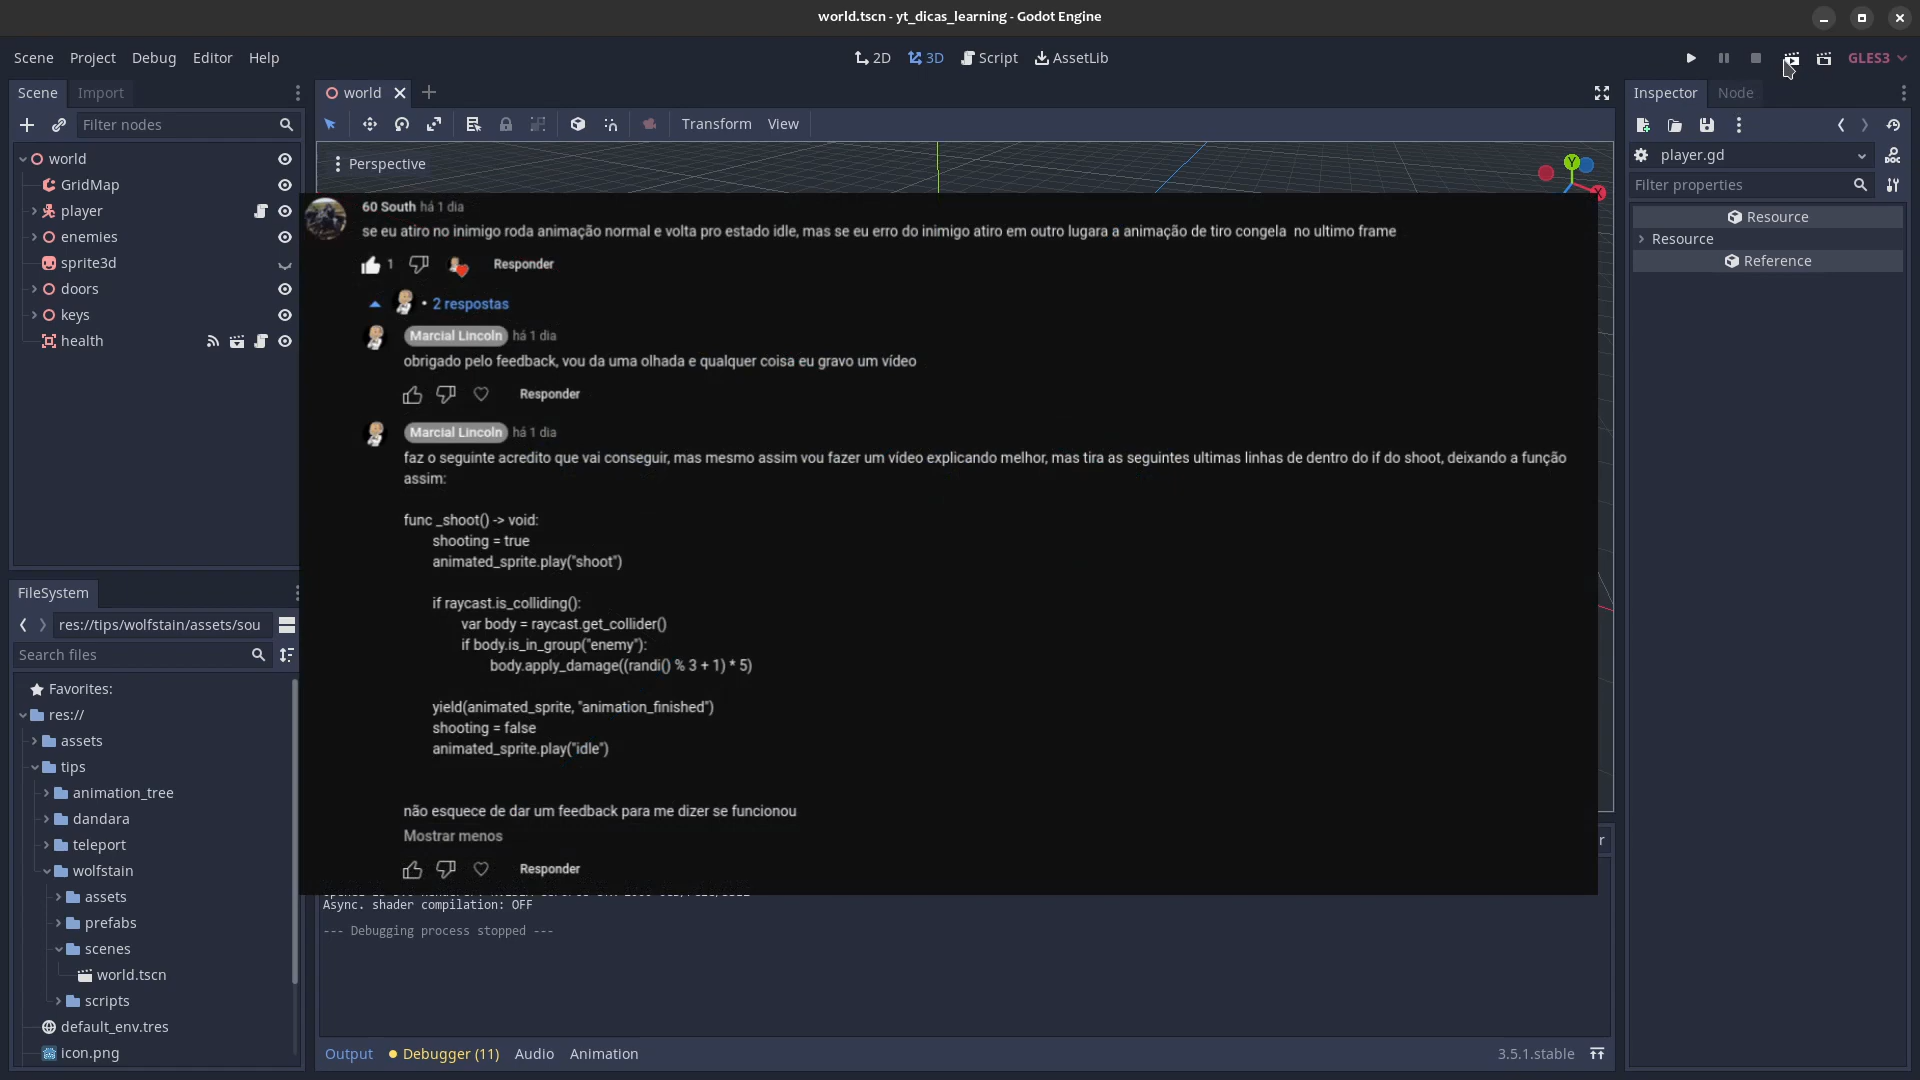 world.tscn - yt_dicas_learning - Godot Engine
Scene Project Debug Editor Help
2D 3D Script AssetLib
GLES3
Scene Import
Filter nodes
world
GridMap
player
enemies
sprite3d
doors
keys
health
world
Transform View
Perspective
Y
X
60 South há 1 dia
se eu atiro no inimigo roda animação normal e volta pro estado idle, mas se eu erro do inimigo atiro em outro lugara a animação de tiro congela no ultimo frame
1 Responder
• 2 respostas
Marcial Lincoln há 1 dia
obrigado pelo feedback, vou da uma olhada e qualquer coisa eu gravo um vídeo
Responder
Marcial Lincoln há 1 dia
faz o seguinte acredito que vai conseguir, mas mesmo assim vou fazer um vídeo explicando melhor, mas tira as seguintes ultimas linhas de dentro do if do shoot, deixando a função
assim:
func _shoot() -> void:
shooting = true
animated_sprite.play("shoot")
if raycast.is_colliding():
var body = raycast.get_collider()
if body.is_in_group("enemy"):
body.apply_damage((randi() % 3 + 1) * 5)
yield(animated_sprite, "animation_finished")
shooting = false
animated_sprite.play("idle")
não esquece de dar um feedback para me dizer se funcionou
Mostrar menos
Responder
r
Async. shader compilation: OFF
--- Debugging process stopped ---
Output Debugger (11) Audio Animation
3.5.1.stable
FileSystem
res://tips/wolfstain/assets/sou
Search files
Favorites:
res://
assets
tips
animation_tree
dandara
teleport
wolfstain
assets
prefabs
scenes
world.tscn
scripts
default_env.tres
icon.png
Inspector Node
player.gd
Filter properties
Resource
Resource
Reference